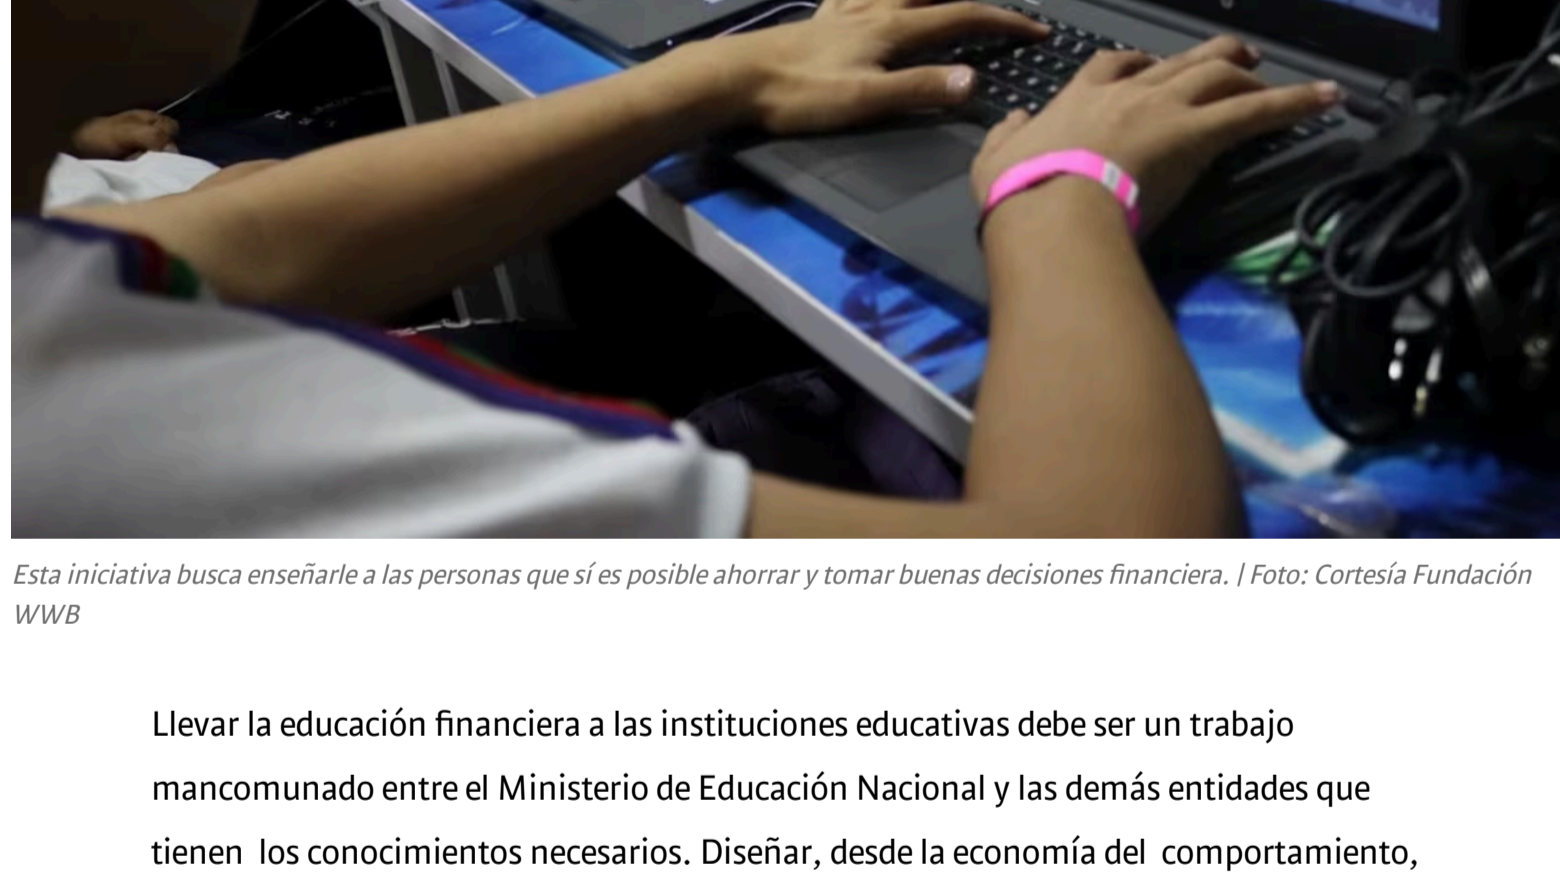 Esta iniciativa busca enseñarle a las personas que sí es posible ahorrar y tomar buenas decisiones financiera. | Foto: Cortesía Fundación
WWB
Llevar la educación financiera a las instituciones educativas debe ser un trabajo
mancomunado entre el Ministerio de Educación Nacional y las demás entidades que
tienen  los conocimientos necesarios. Diseñar, desde la economía del  comportamiento,